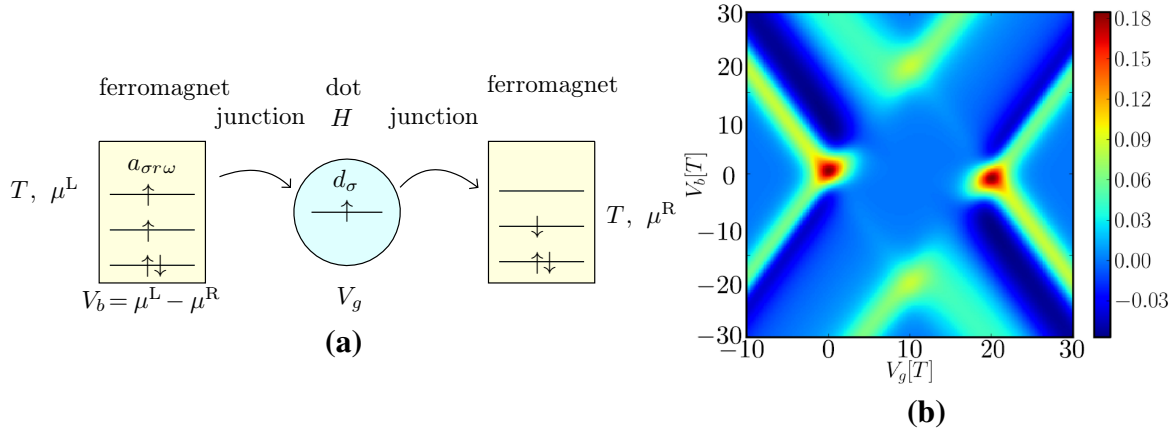 ferromagnet
dot
ferromagnet
junction
H
junction
a_{σrω}
d_σ
T, μ^L
T, μ^R
V_b = μ^L − μ^R
V_g
(a)
30
20
10
0
−10
−20
−30
V_b[T]
−10
0
10
20
30
V_g[T]
0.18
0.15
0.12
0.09
0.06
0.03
0.00
−0.03
(b)